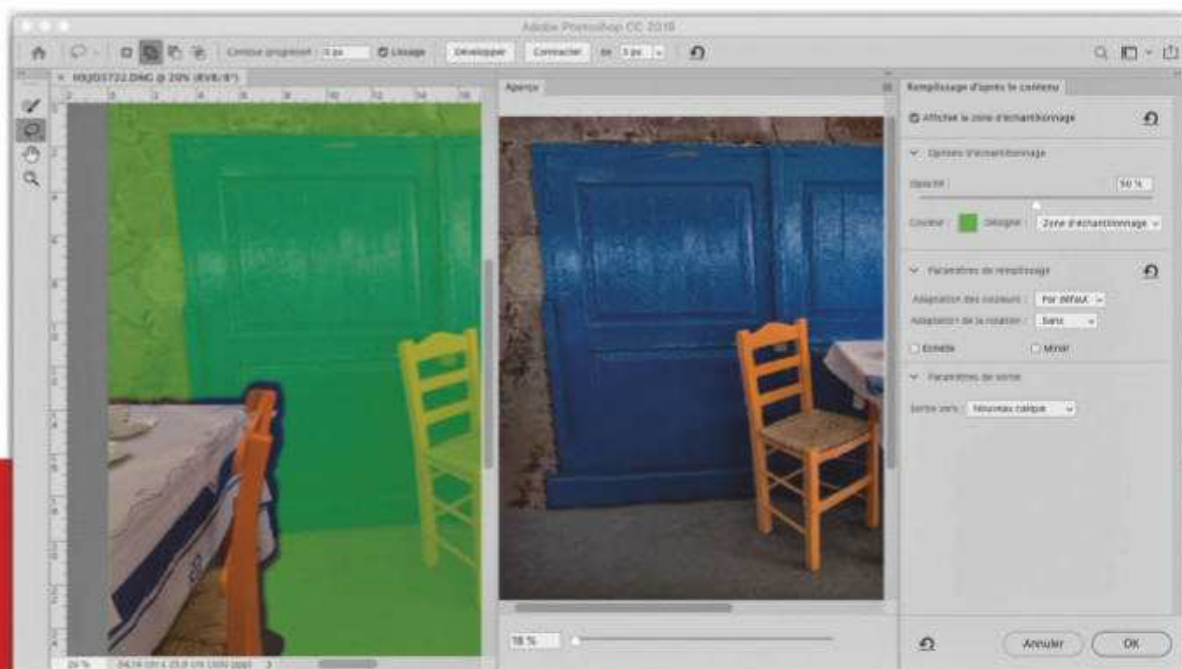 Adobe Photoshop CC 2019
Contour progressif : 0 px Lissage Développer Contracter de 5 px
Aperçu
Remplissage d'après le contenu
Afficher la zone d'échantillonnage
Options d'échantillonnage
Opacité : 50 %
Couleur : Désigner : Zone d'échantillonnage
Paramètres de remplissage
Adaptation des couleurs : Par défaut
Adaptation de la rotation : Sans
Echelle Miroir
Paramètres de sortie
Sortie vers : Nouveau calque
18 %
Annuler OK